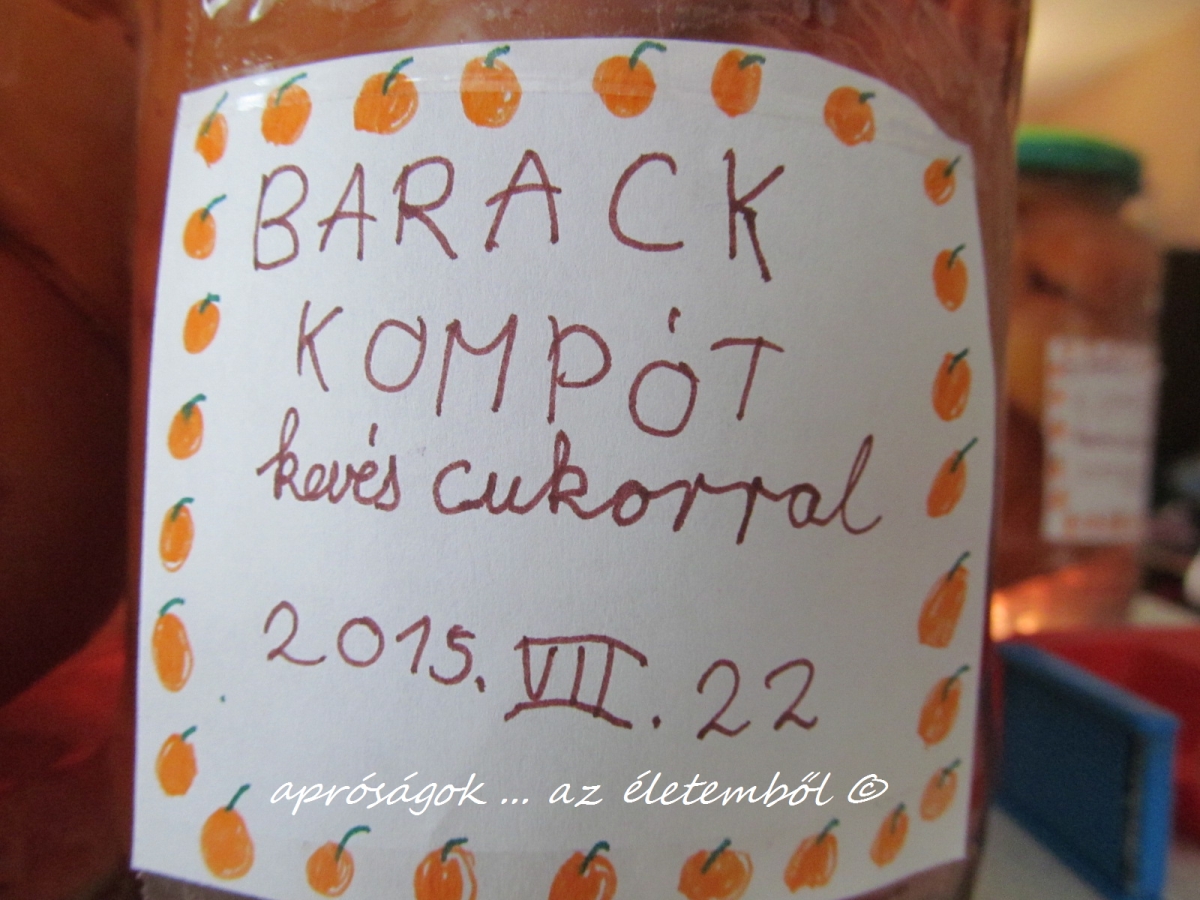 BARACK
KOMPÓT
kevés cukorral
2015. VII. 22
apróságok ... az életemből ©